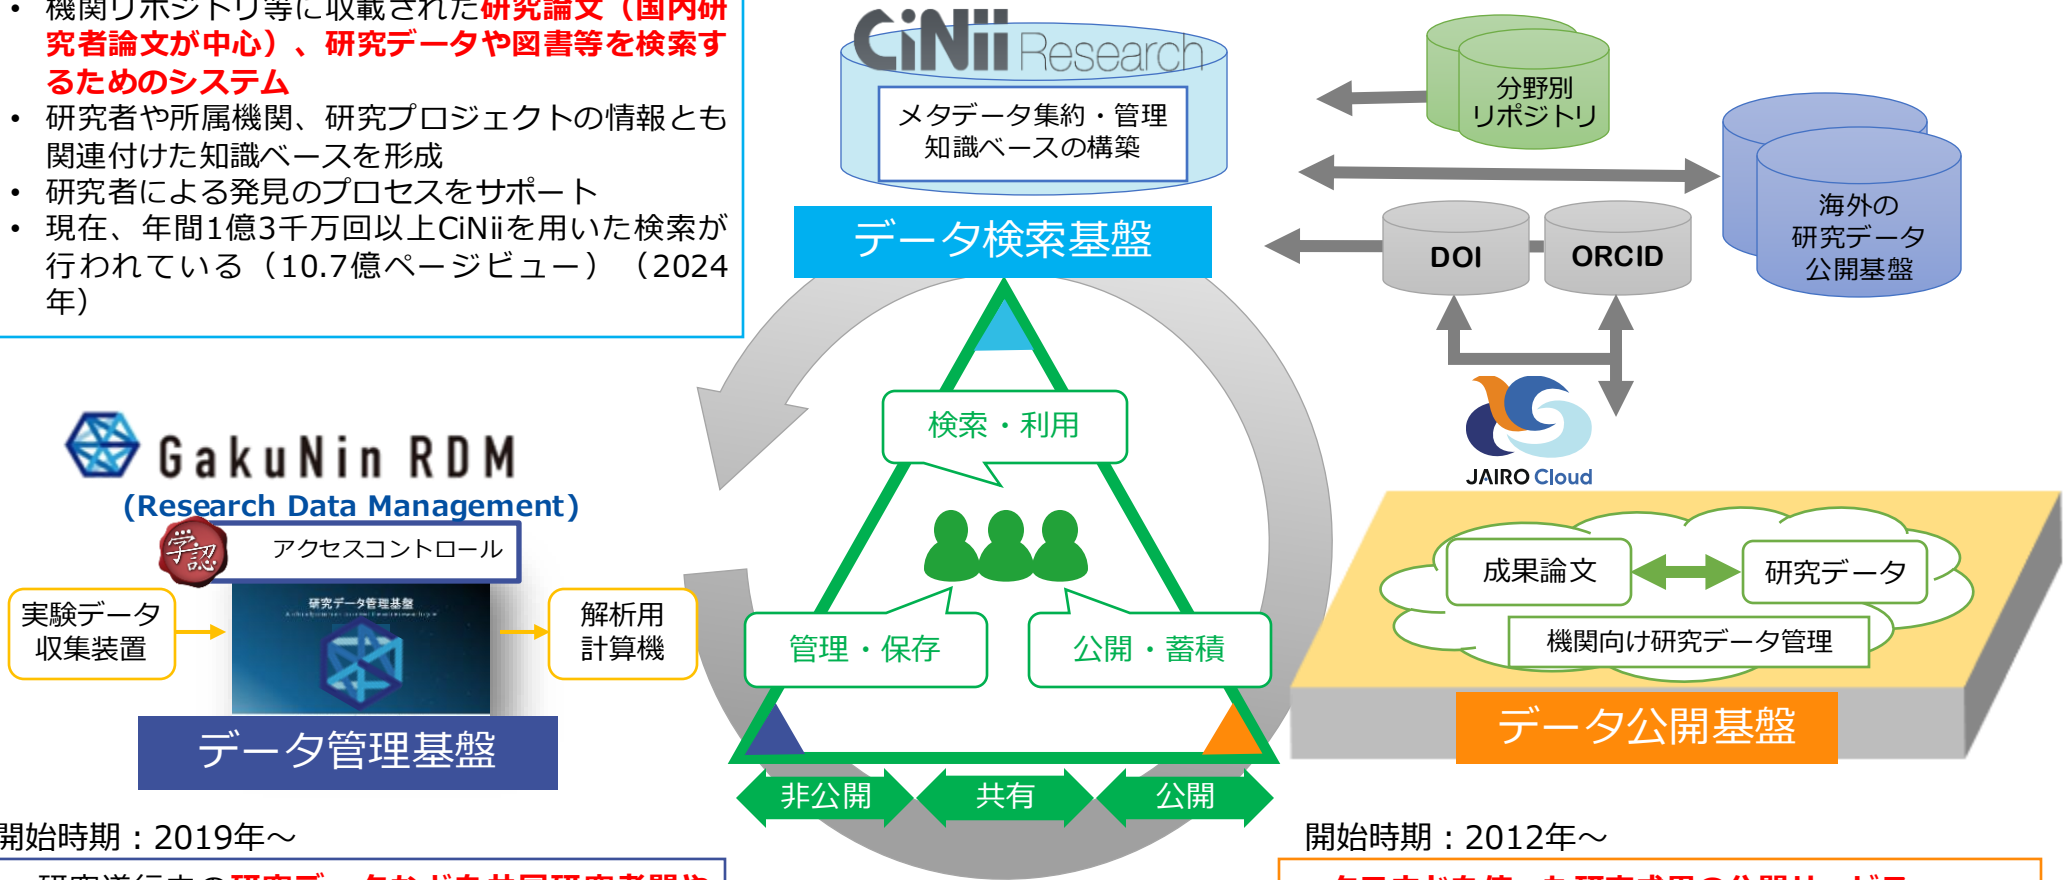 • 機関リポジトリ等に収載された研究論文（国内研
究者論文が中心）、研究データや図書等を検索す
るためのシステム
• 研究者や所属機関、研究プロジェクトの情報とも
関連付けた知識ベースを形成
• 研究者による発見のプロセスをサポート
• 現在、年間1億3千万回以上CiNiiを用いた検索が
行われている（10.7億ページビュー）（2024
年）
CiNii Research
メタデータ集約・管理
知識ベースの構築
データ検索基盤
分野別
リポジトリ
海外の
研究データ
公開基盤
DOI
ORCID
JAIRO Cloud
GakuNin RDM
(Research Data Management)
学認
アクセスコントロール
実験データ
収集装置
研究データ管理基盤
解析用
計算機
データ管理基盤
検索・利用
管理・保存
公開・蓄積
非公開
共有
公開
成果論文
研究データ
機関向け研究データ管理
データ公開基盤
開始時期：2019年～
開始時期：2012年～